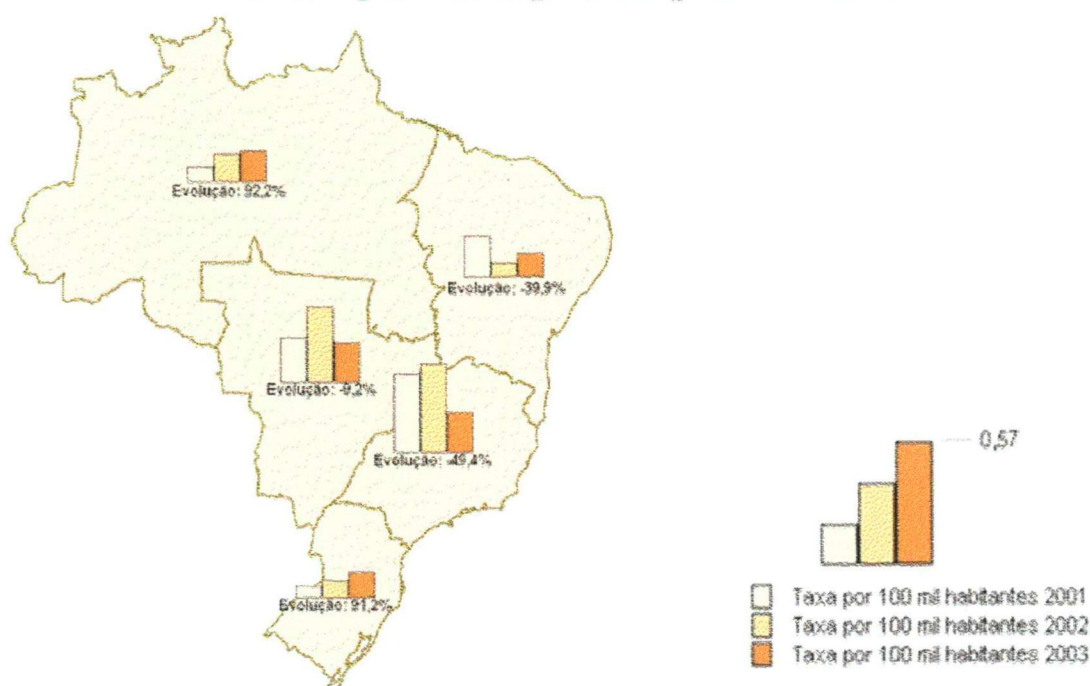 Evolução: 92,2%
Evolução: -39,9%
Evolução: -9,2%
Evolução: -49,4%
Evolução: 91,2%
0,57
Taxa por 100 mil habitantes 2001
Taxa por 100 mil habitantes 2002
Taxa por 100 mil habitantes 2003